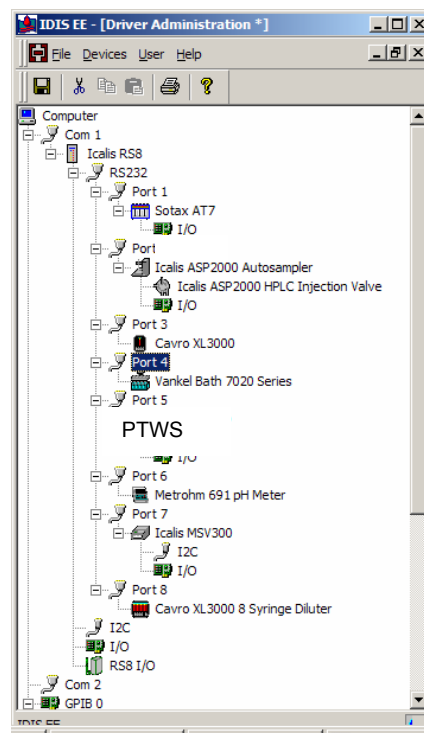 IDIS EE - [Driver Administration *]
File Devices User Help
Computer
Com 1
Icalis RS8
RS232
Port 1
Sotax AT7
I/O
Port
Icalis ASP2000 Autosampler
Icalis ASP2000 HPLC Injection Valve
I/O
Port 3
Cavro XL3000
Port 4
Vankel Bath 7020 Series
Port 5
PTWS
I/O
Port 6
Metrohm 691 pH Meter
Port 7
Icalis MSV300
I2C
I/O
Port 8
Cavro XL3000 8 Syringe Diluter
I2C
I/O
RS8 I/O
Com 2
GPIB 0
IDIS EE